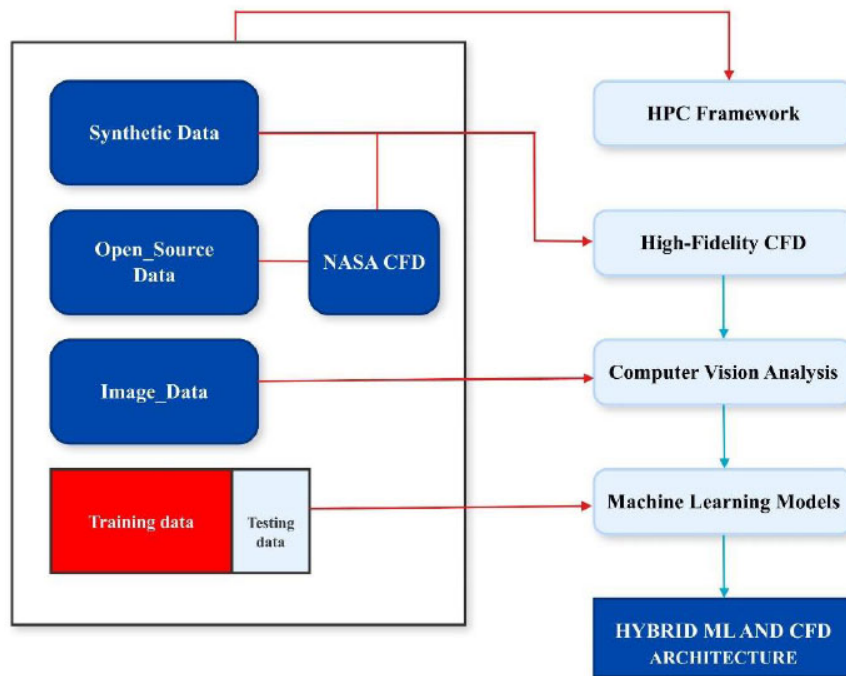 HPC Framework
Synthetic Data
Open_Source
Data
NASA CFD
High-Fidelity CFD
Image_Data
Computer Vision Analysis
Training data
Testing
data
Machine Learning Models
HYBRID ML AND CFD
ARCHITECTURE